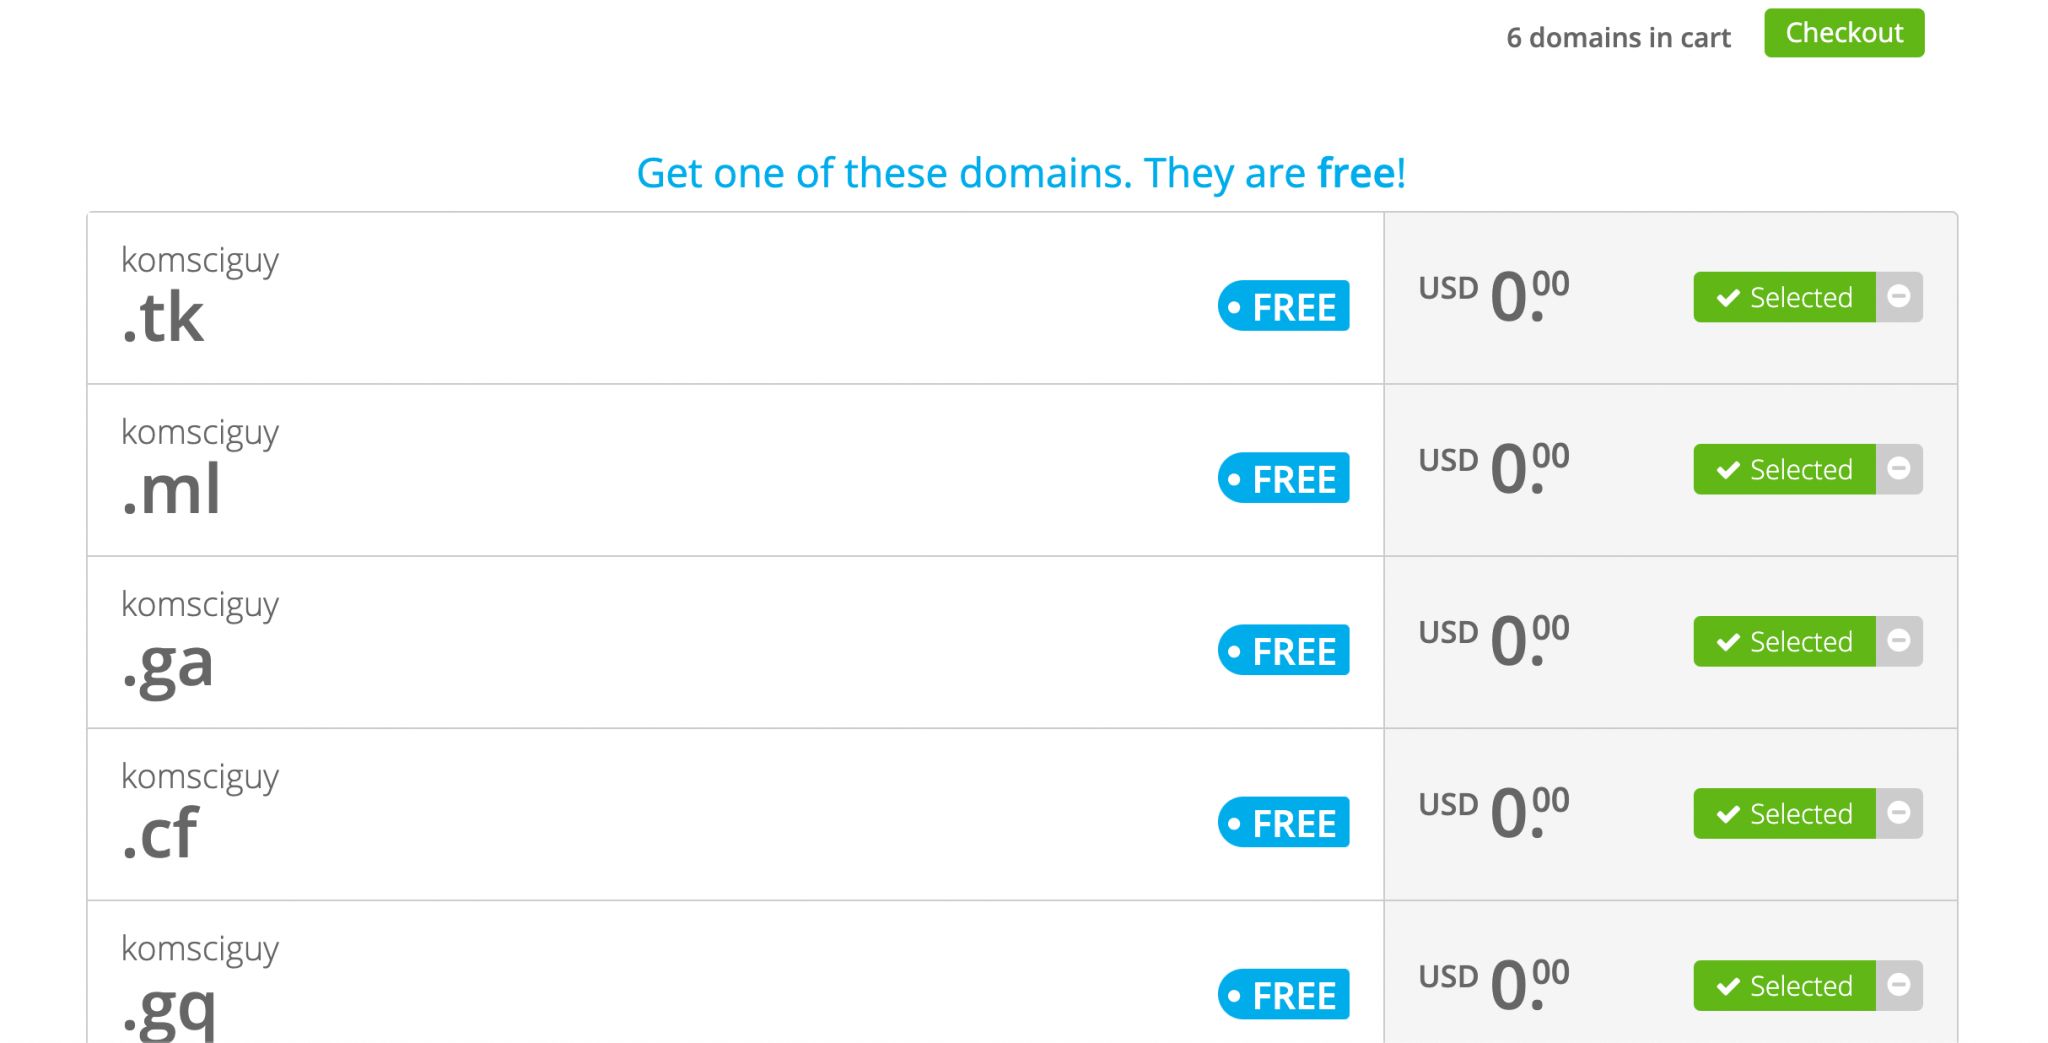 6 domains in cart
Checkout
Get one of these domains. They are free!
komsciguy
.tk
FREE
USD 0.00
Selected
komsciguy
.ml
FREE
USD 0.00
Selected
komsciguy
.ga
FREE
USD 0.00
Selected
komsciguy
.cf
FREE
USD 0.00
Selected
komsciguy
.gq
FREE
USD 0.00
Selected